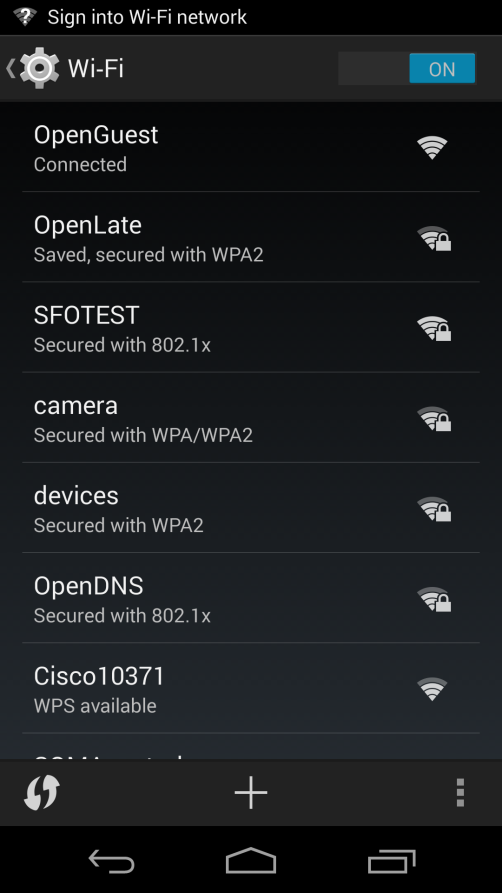 Sign into Wi-Fi network
Wi-Fi
ON
OpenGuest
Connected
OpenLate
Saved, secured with WPA2
SFOTEST
Secured with 802.1x
camera
Secured with WPA/WPA2
devices
Secured with WPA2
OpenDNS
Secured with 802.1x
Cisco10371
WPS available